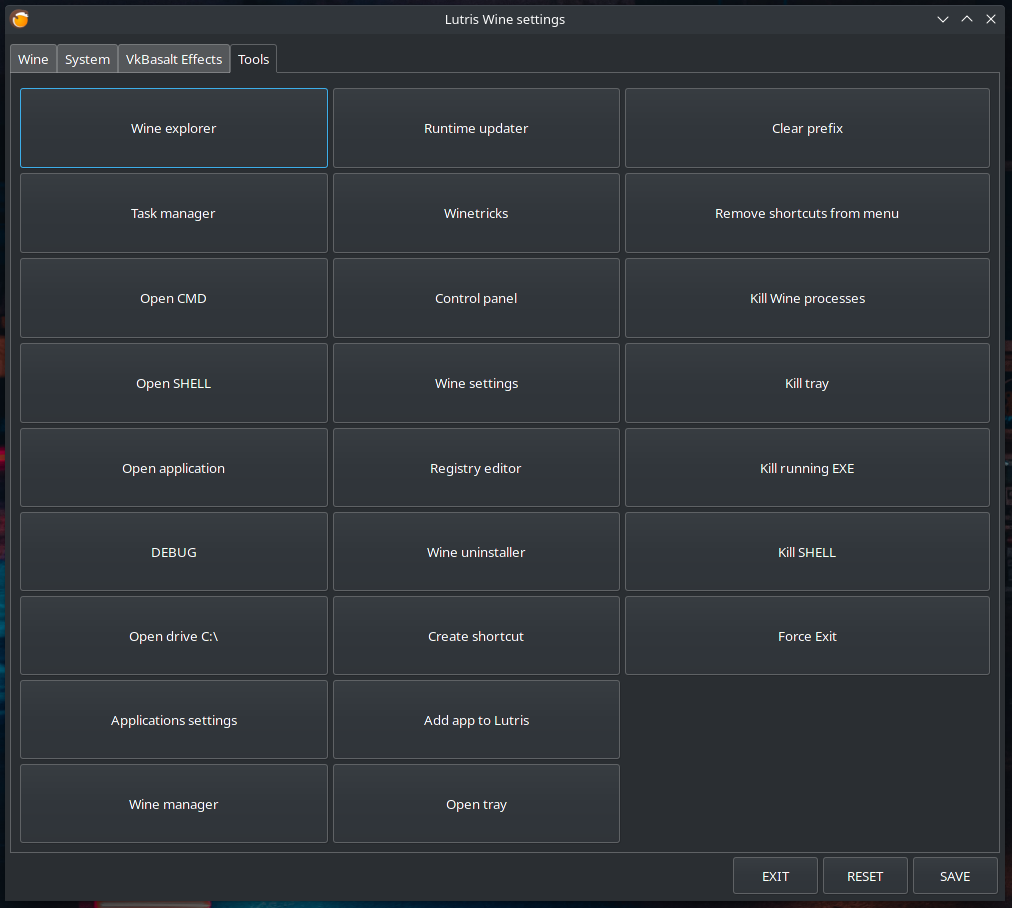 Lutris Wine settings
Wine System VkBasalt Effects Tools
Wine explorer Runtime updater Clear prefix
Task manager Winetricks Remove shortcuts from menu
Open CMD Control panel Kill Wine processes
Open SHELL Wine settings Kill tray
Open application Registry editor Kill running EXE
DEBUG Wine uninstaller Kill SHELL
Open drive C:\ Create shortcut Force Exit
Applications settings Add app to Lutris
Wine manager Open tray
EXIT RESET SAVE